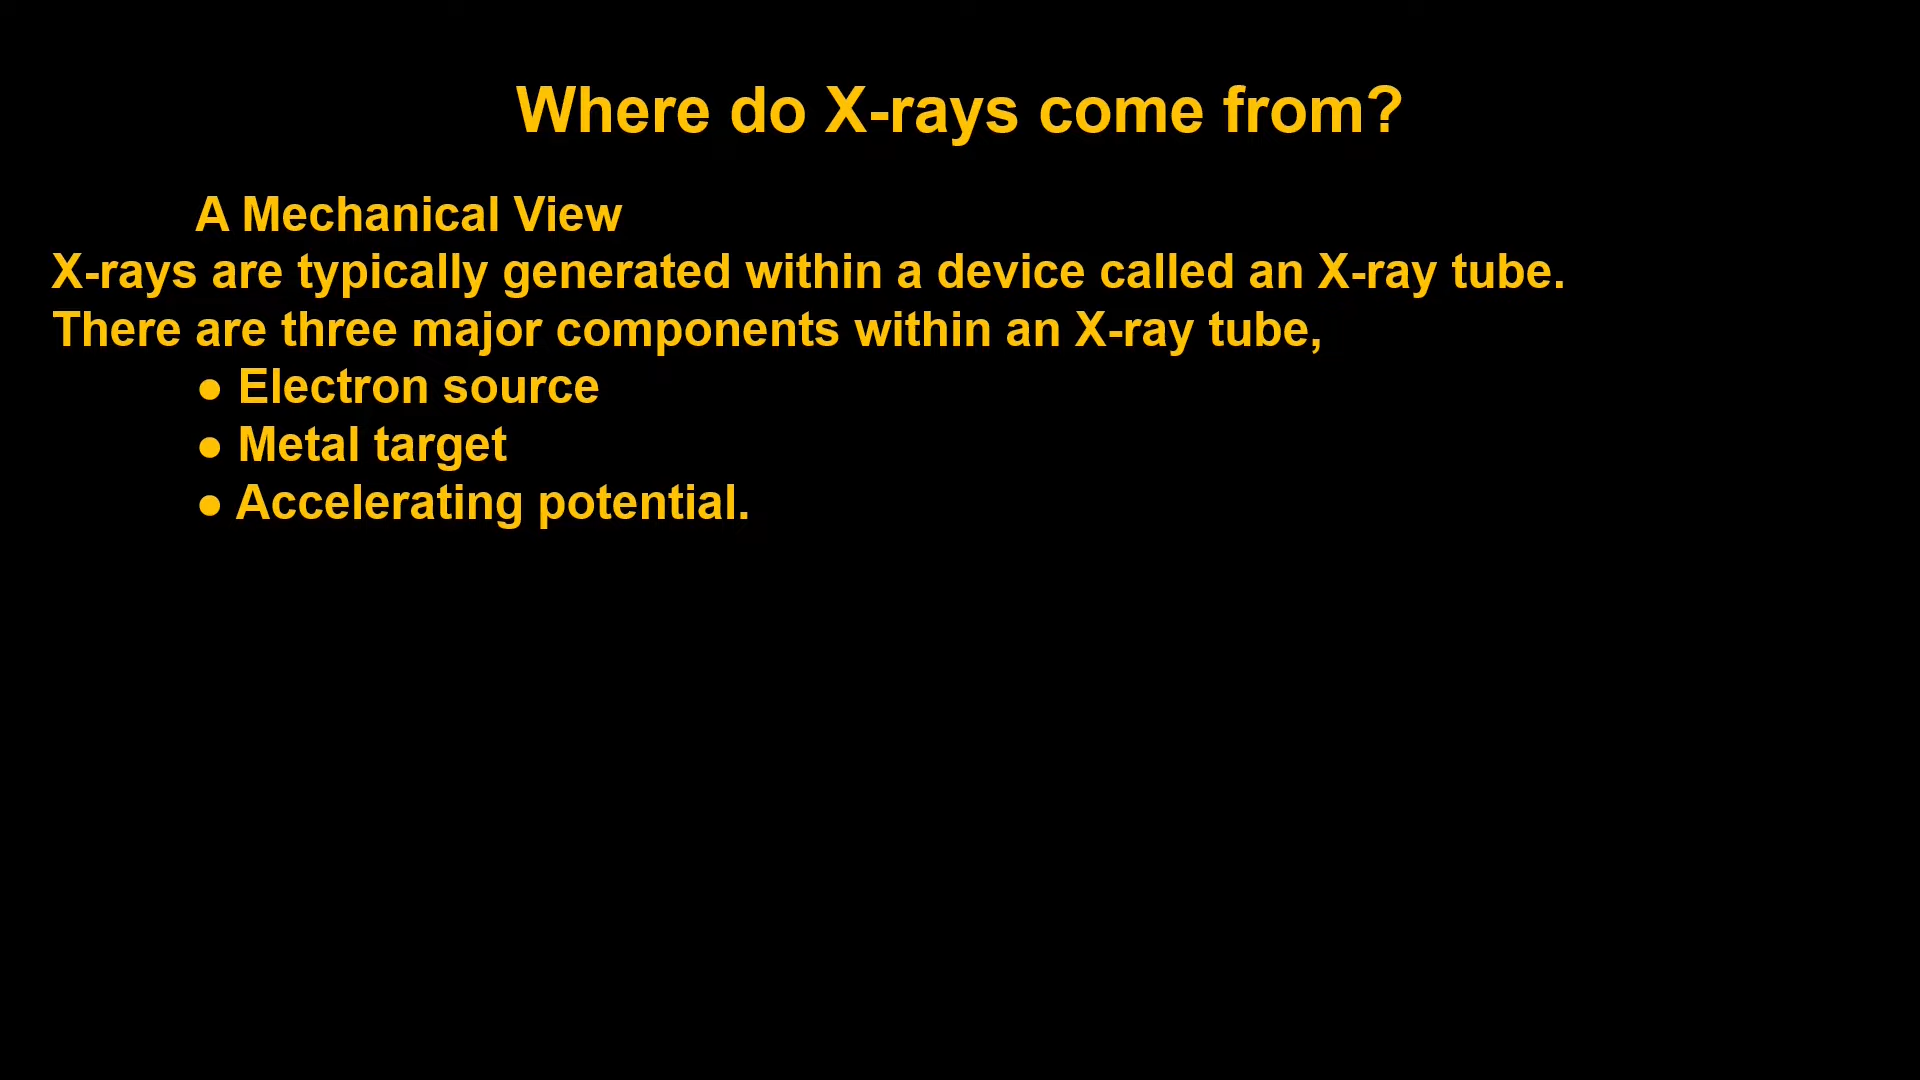 Where do X-rays come from?
A Mechanical View
X-rays are typically generated within a device called an X-ray tube.
There are three major components within an X-ray tube,
● Electron source
● Metal target
● Accelerating potential.